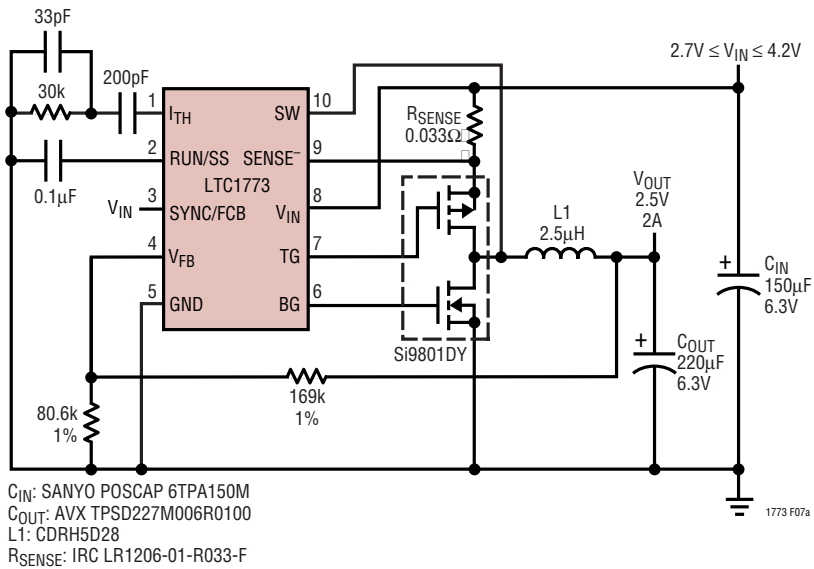 33pF
30k
200pF
2.7V ≤ VIN ≤ 4.2V
1
ITH
SW
10
RSENSE
0.033Ω
2
RUN/SS
SENSE–
9
0.1µF
LTC1773
VIN
3
SYNC/FCB
VIN
8
VOUT
2.5V
2A
L1
2.5µH
4
VFB
TG
7
5
GND
BG
6
+
CIN
150µF
6.3V
Si9801DY
+
COUT
220µF
6.3V
169k
1%
80.6k
1%
CIN: SANYO POSCAP 6TPA150M
COUT: AVX TPSD227M006R0100
L1: CDRH5D28
RSENSE: IRC LR1206-01-R033-F
1773 F07a